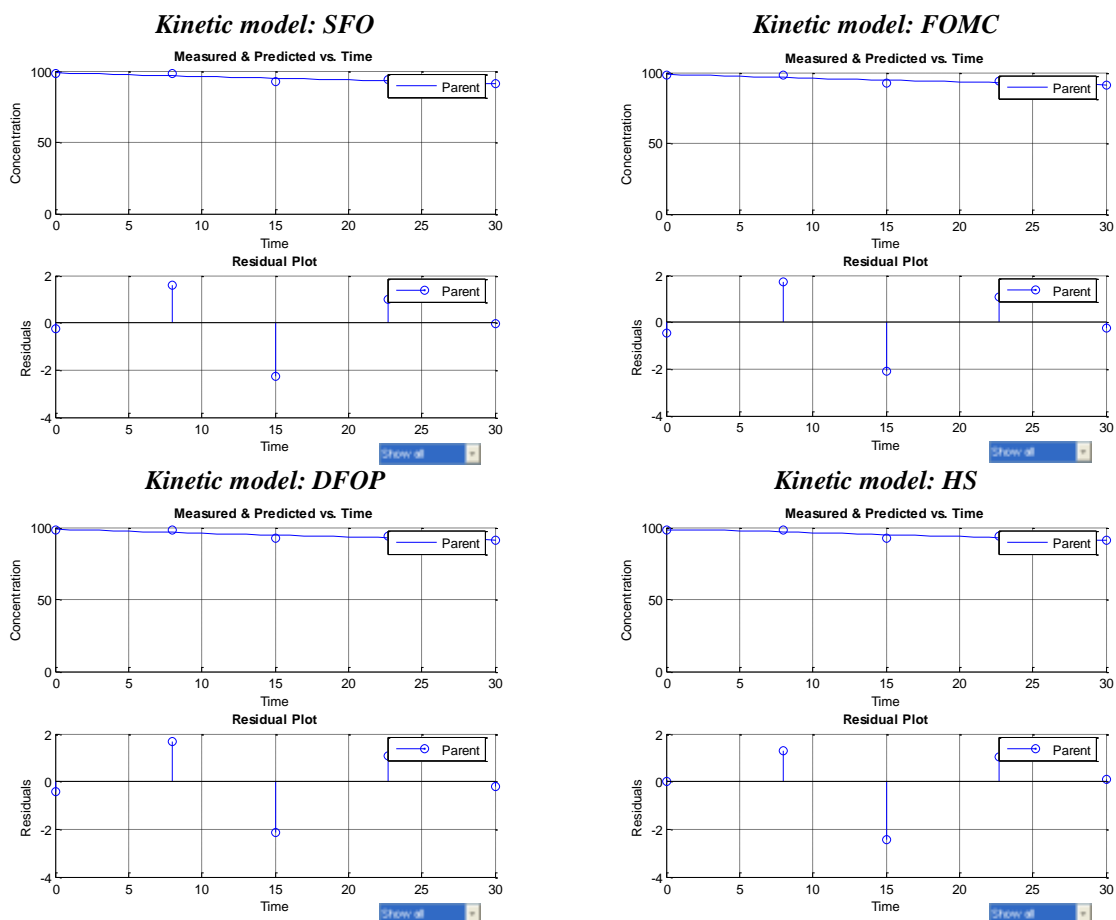 Kinetic model: SFO
Measured & Predicted vs. Time
Concentration
100
50
0
Parent
0 5 10 15 20 25 30
Time
Residual Plot
Residuals
2
0
-2
-4
Parent
0 5 10 15 20 25 30
Time
Show all
Kinetic model: FOMC
Measured & Predicted vs. Time
Concentration
100
50
0
Parent
0 5 10 15 20 25 30
Time
Residual Plot
Residuals
2
0
-2
-4
Parent
0 5 10 15 20 25 30
Time
Show all
Kinetic model: DFOP
Measured & Predicted vs. Time
Concentration
100
50
0
Parent
0 5 10 15 20 25 30
Time
Residual Plot
Residuals
2
0
-2
-4
Parent
0 5 10 15 20 25 30
Time
Show all
Kinetic model: HS
Measured & Predicted vs. Time
Concentration
100
50
0
Parent
0 5 10 15 20 25 30
Time
Residual Plot
Residuals
2
0
-2
-4
Parent
0 5 10 15 20 25 30
Time
Show all